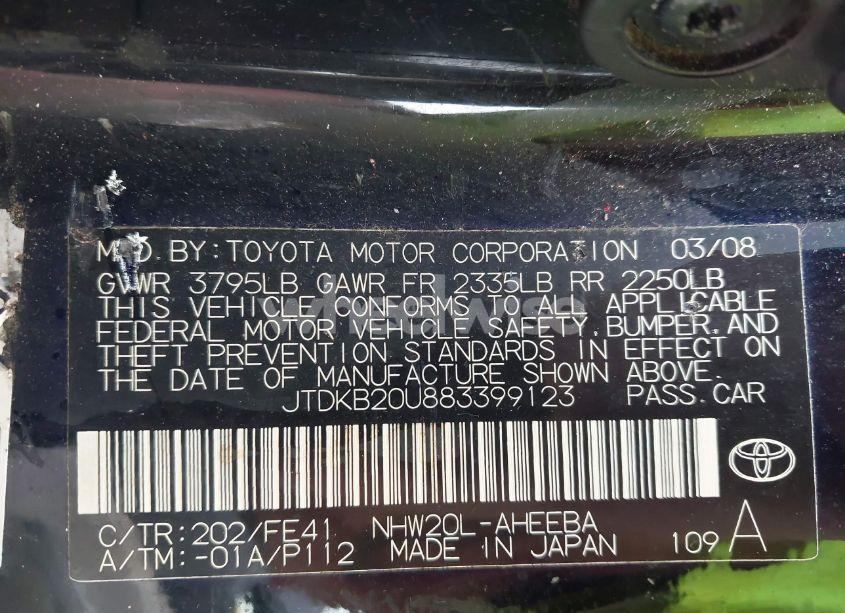 MFD. BY: TOYOTA MOTOR CORPORATION 03/08
GVWR 3795LB GAWR FR 2335LB RR 2250LB
THIS VEHICLE CONFORMS TO ALL APPLICABLE
FEDERAL MOTOR VEHICLE SAFETY, BUMPER, AND
THEFT PREVENTION STANDARDS IN EFFECT ON
THE DATE OF MANUFACTURE SHOWN ABOVE.
JTDKB20U883399123 PASS.CAR
C/TR:202/FE41 NHW20L-AHEEBA
A/TM:-01A/P112 MADE IN JAPAN 109 A